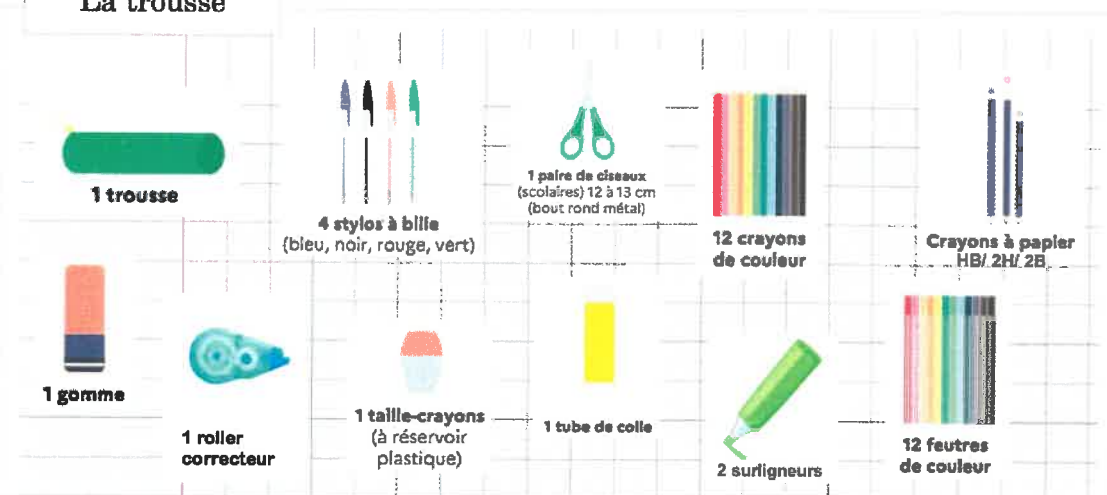 La trousse
1 trousse
4 stylos à bille
(bleu, noir, rouge, vert)
1 paire de ciseaux
(scolaires) 12 à 13 cm
(bout rond métal)
12 crayons
de couleur
Crayons à papier
HB/ 2H/ 2B
1 gomme
1 roller
correcteur
1 taille-crayons
(à réservoir
plastique)
1 tube de colle
2 surligneurs
12 feutres
de couleur